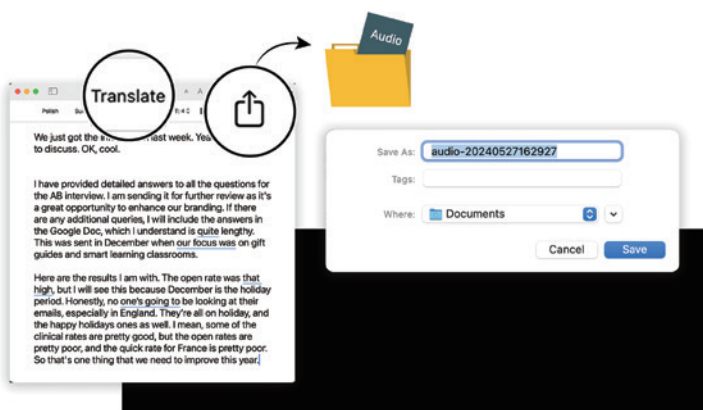 Audio
Translate
Polish
We just got the last week.
to discuss. OK, cool.
I have provided detailed answers to all the questions for
the AB interview. I am sending it for further review as it's
a great opportunity to enhance our branding. If there
are any additional queries, I will include the answers in
the Google Doc, which I understand is quite lengthy.
This was sent in December when our focus was on gift
guides and smart learning classrooms.
Here are the results I am with. The open rate was that
high, but I will see this because December is the holiday
period. Honestly, no one's going to be looking at their
emails, especially in England. They're all on holiday, and
the happy holidays ones as well. I mean, some of the
clinical rates are pretty good, but the open rates are
pretty poor, and the quick rate for France is pretty poor.
So that's one thing that we need to improve this year.
Save As: audio-20240527162927
Tags:
Where: Documents
Cancel Save